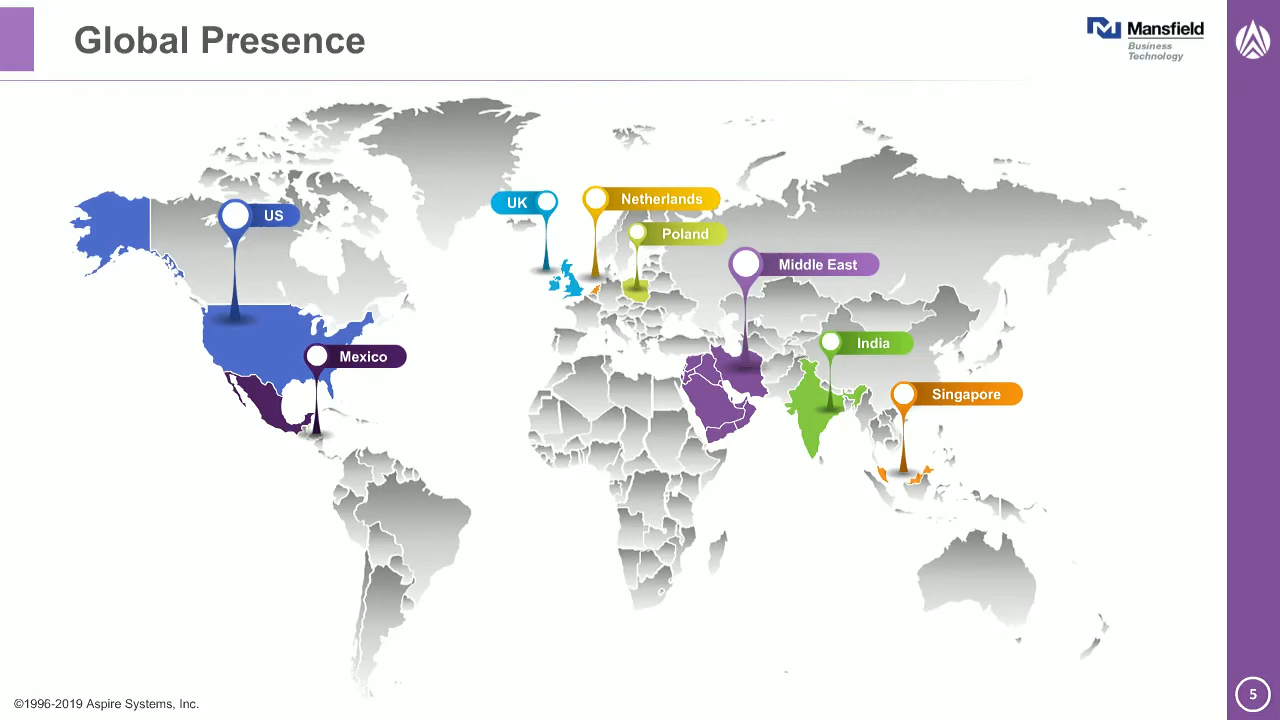 Global Presence
Mansfield
Business
Technology
US
UK
Netherlands
Poland
Middle East
Mexico
India
Singapore
©1996-2019 Aspire Systems, Inc.
5